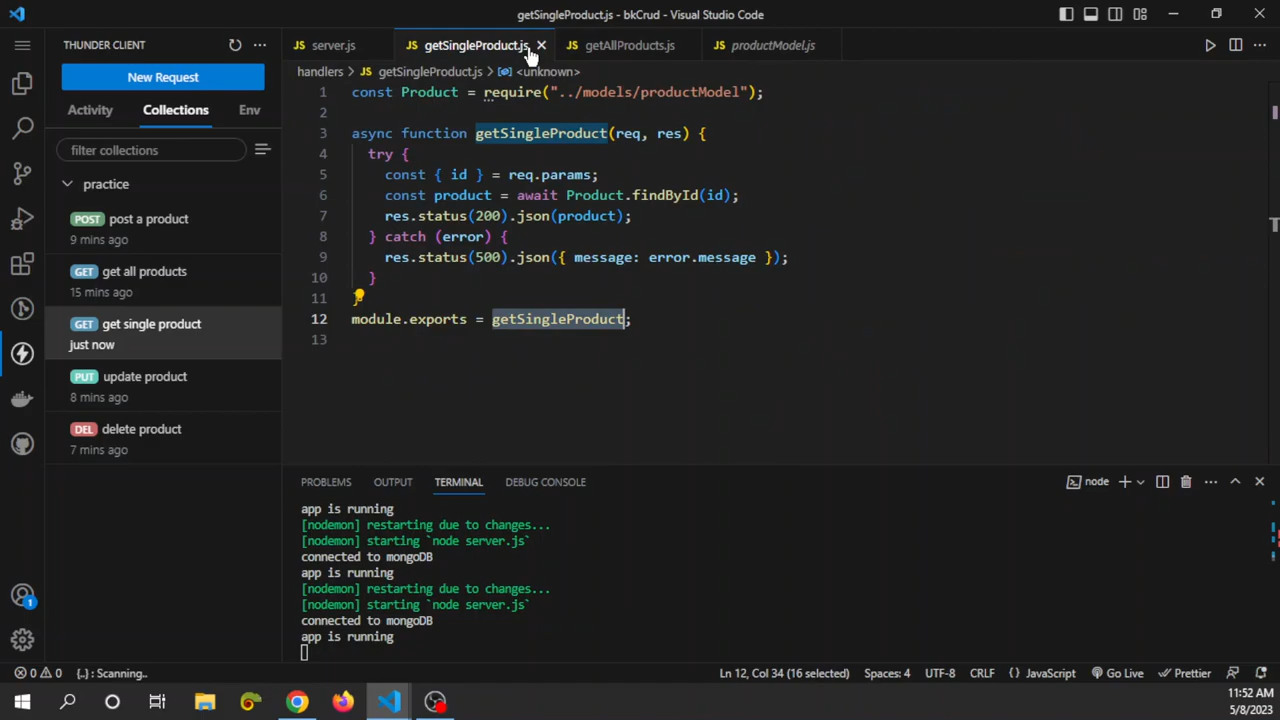 getSingleProduct.js - bkCrud - Visual Studio Code
THUNDER CLIENT
New Request
Activity Collections Env
filter collections
practice
POST post a product
9 mins ago
GET get all products
15 mins ago
GET get single product
just now
PUT update product
8 mins ago
DEL delete product
7 mins ago
JS server.js JS getSingleProduct.js JS getAllProducts.js JS productModel.js
handlers > JS getSingleProduct.js > <unknown>
1 const Product = require("../models/productModel");
2
3 async function getSingleProduct(req, res) {
4 try {
5 const { id } = req.params;
6 const product = await Product.findById(id);
7 res.status(200).json(product);
8 } catch (error) {
9 res.status(500).json({ message: error.message });
10 }
11 }
12 module.exports = getSingleProduct;
13
PROBLEMS OUTPUT TERMINAL DEBUG CONSOLE node
app is running
[nodemon] restarting due to changes...
[nodemon] starting `node server.js`
connected to mongoDB
app is running
[nodemon] restarting due to changes...
[nodemon] starting `node server.js`
connected to mongoDB
app is running
1
0 0 {..} : Scanning.. Ln 12, Col 34 (16 selected) Spaces: 4 UTF-8 CRLF {} JavaScript Go Live Prettier
11:52 AM
5/8/2023